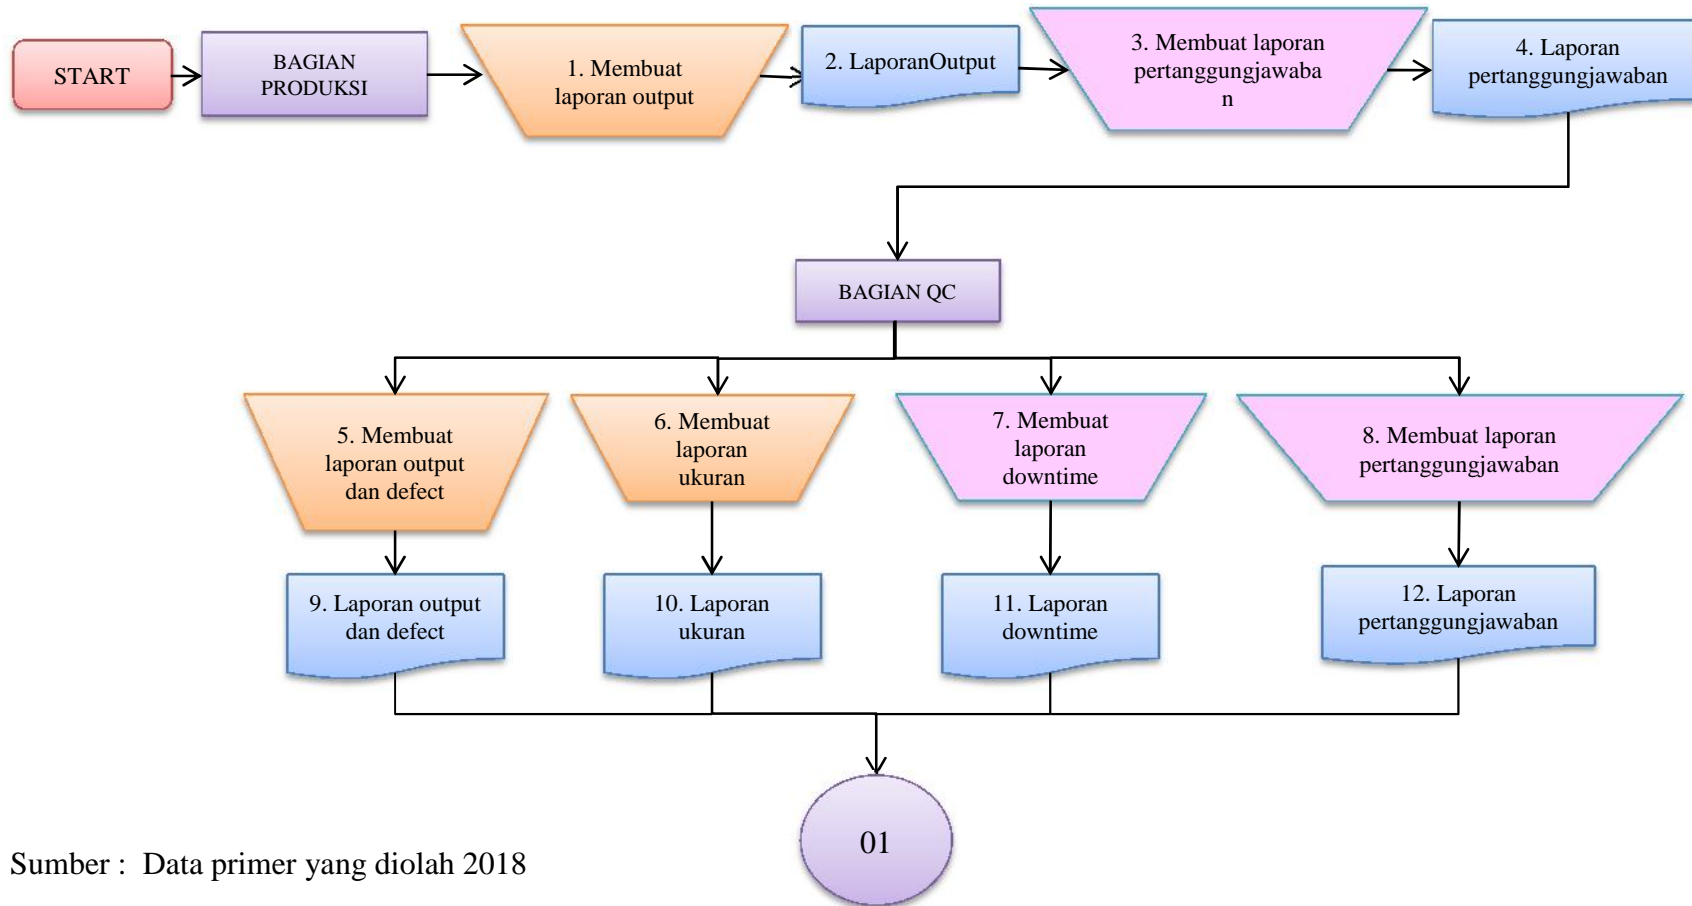 START
BAGIAN
PRODUKSI
1. Membuat
laporan output
2. LaporanOutput
3. Membuat laporan
pertanggungjawaba
n
4. Laporan
pertanggungjawaban
BAGIAN QC
5. Membuat
laporan output
dan defect
6. Membuat
laporan
ukuran
7. Membuat
laporan
downtime
8. Membuat laporan
pertanggungjawaban
9. Laporan output
dan defect
10. Laporan
ukuran
11. Laporan
downtime
12. Laporan
pertanggungjawaban
01
Sumber :  Data primer yang diolah 2018